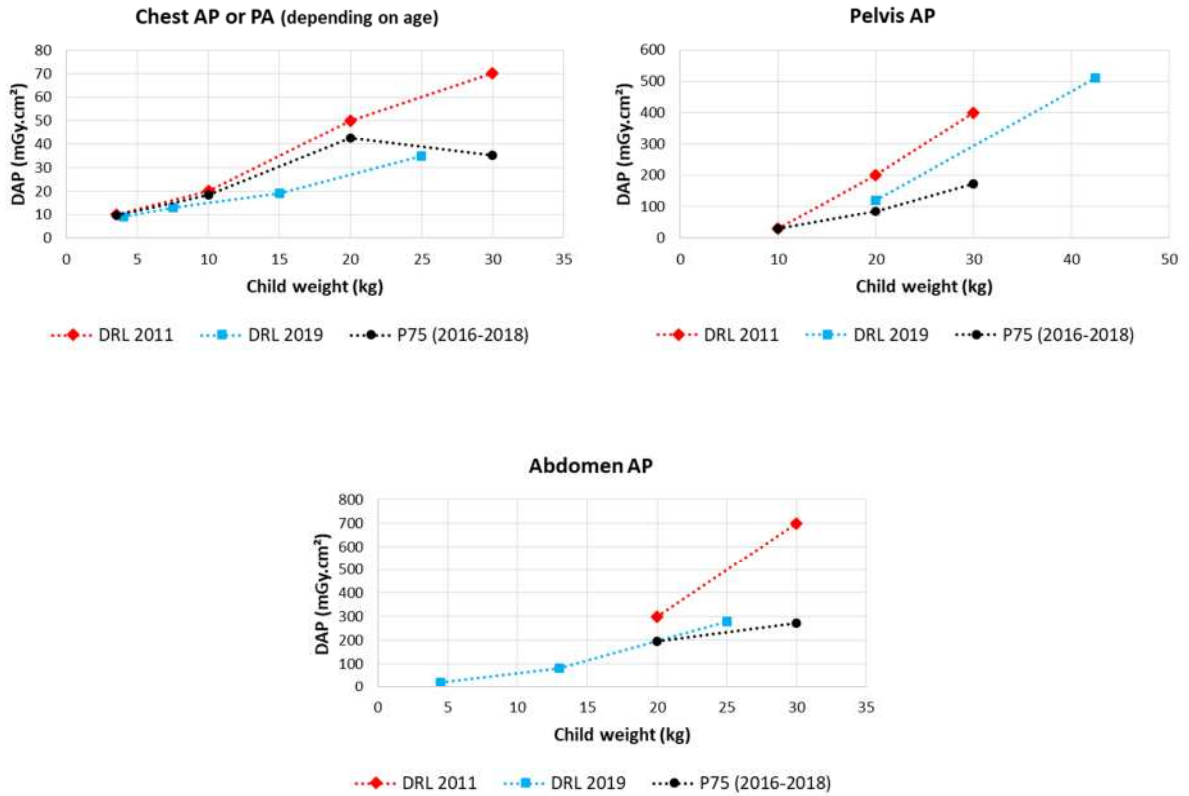 Chest AP or PA (depending on age)
DAP (mGy.cm²)
80
70
60
50
40
30
20
10
0
0 5 10 15 20 25 30 35
Child weight (kg)
DRL 2011 DRL 2019 P75 (2016-2018)
Pelvis AP
DAP (mGy.cm²)
600
500
400
300
200
100
0
0 10 20 30 40 50
Child weight (kg)
DRL 2011 DRL 2019 P75 (2016-2018)
Abdomen AP
DAP (mGy.cm²)
800
700
600
500
400
300
200
100
0
0 5 10 15 20 25 30 35
Child weight (kg)
DRL 2011 DRL 2019 P75 (2016-2018)